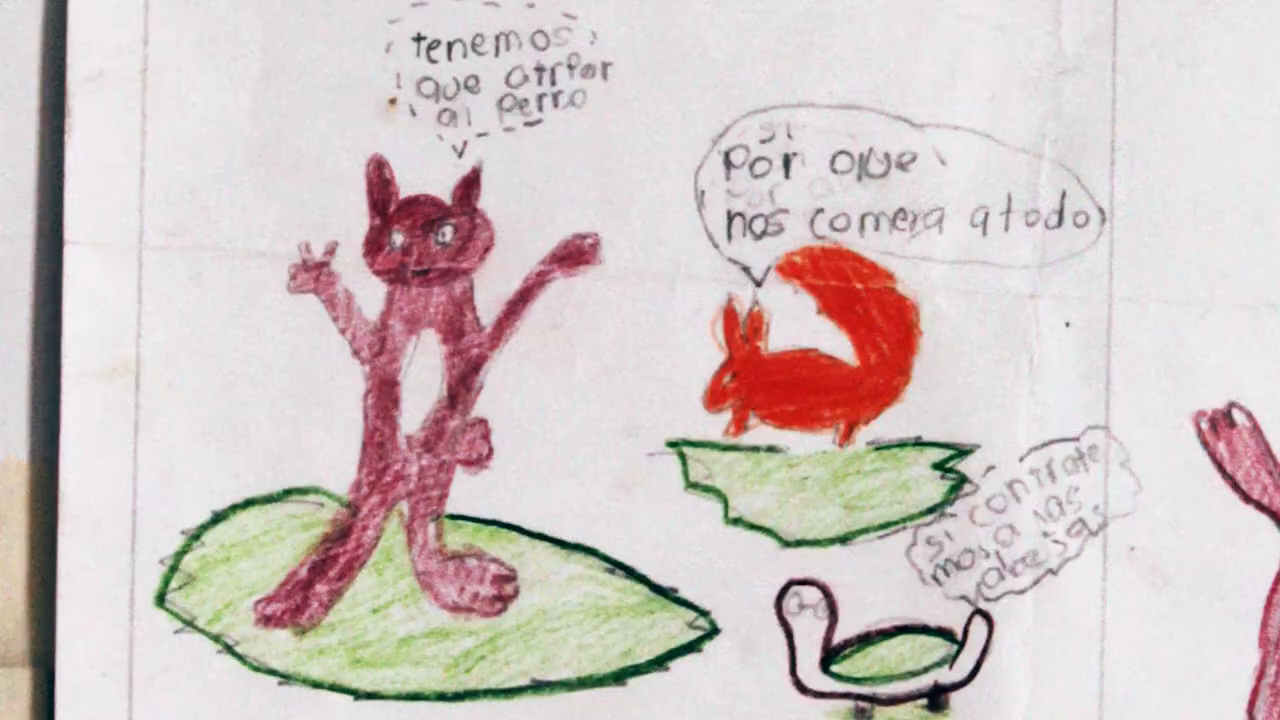 tenemos
que atrpar
al perro
si
por que
nos comera a todo
si contrate
mos a las
abejas